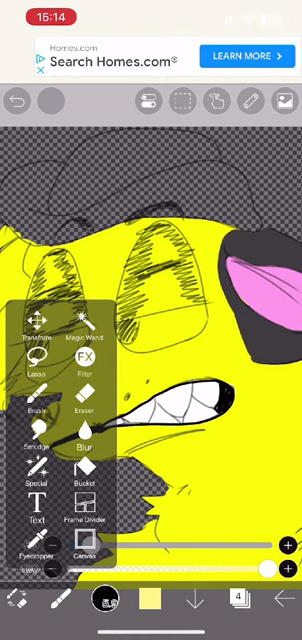 15:14
Homes.com
Search Homes.com®
LEARN MORE
Transform
Magic Wand
Lasso
FX
Filter
Brush
Eraser
Smudge
Blur
Special
Bucket
T
Text
Frame Divider
Eyedropper
Canvas
4